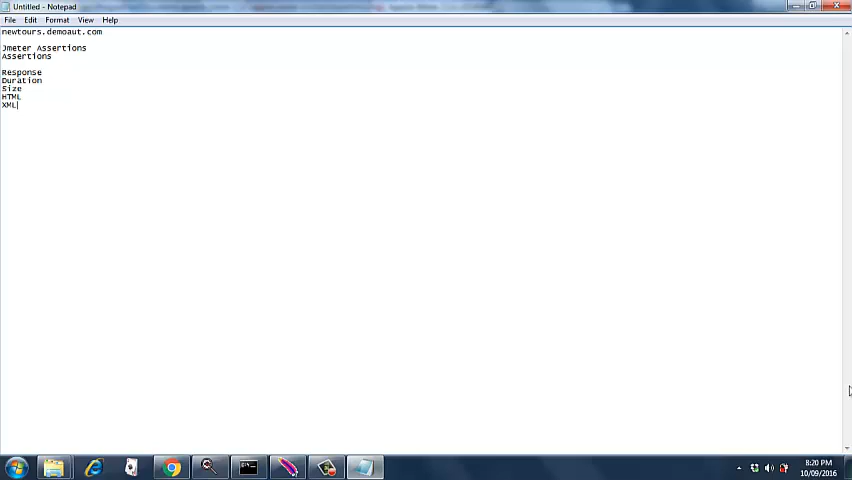 Untitled - Notepad
File Edit Format View Help
newtours.demoaut.com
Jmeter Assertions
Assertions
Response
Duration
Size
HTML
XML
8:20 PM
10/09/2016